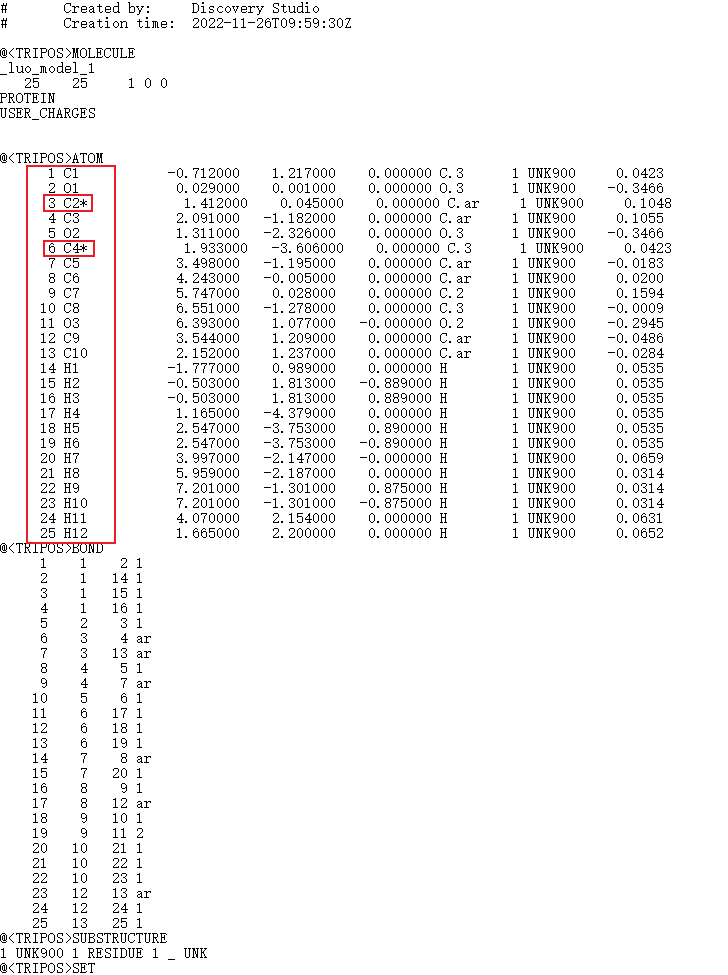 #       Created by:     Discovery Studio
#       Creation time:  2022-11-26T09:59:30Z
@<TRIPOS>MOLECULE
_luo_model_1
   25    25     1 0 0
PROTEIN
USER_CHARGES
@<TRIPOS>ATOM
1 C1 -0.712000 1.217000 0.000000 C.3 1 UNK900 0.0423
2 O1 0.029000 0.001000 0.000000 O.3 1 UNK900 -0.3466
3 C2* 1.412000 0.045000 0.000000 C.ar 1 UNK900 0.1048
4 C3 2.091000 -1.182000 0.000000 C.ar 1 UNK900 0.1055
5 O2 1.311000 -2.326000 0.000000 O.3 1 UNK900 -0.3466
6 C4* 1.933000 -3.606000 0.000000 C.3 1 UNK900 0.0423
7 C5 3.498000 -1.195000 0.000000 C.ar 1 UNK900 -0.0183
8 C6 4.243000 -0.005000 0.000000 C.ar 1 UNK900 0.0200
9 C7 5.747000 0.028000 0.000000 C.2 1 UNK900 0.1594
10 C8 6.551000 -1.278000 0.000000 C.3 1 UNK900 -0.0009
11 O3 6.393000 1.077000 -0.000000 O.2 1 UNK900 -0.2945
12 C9 3.544000 1.209000 0.000000 C.ar 1 UNK900 -0.0486
13 C10 2.152000 1.237000 0.000000 C.ar 1 UNK900 -0.0284
14 H1 -1.777000 0.989000 0.000000 H 1 UNK900 0.0535
15 H2 -0.503000 1.813000 -0.889000 H 1 UNK900 0.0535
16 H3 -0.503000 1.813000 0.889000 H 1 UNK900 0.0535
17 H4 1.165000 -4.379000 0.000000 H 1 UNK900 0.0535
18 H5 2.547000 -3.753000 0.890000 H 1 UNK900 0.0535
19 H6 2.547000 -3.753000 -0.890000 H 1 UNK900 0.0535
20 H7 3.997000 -2.147000 -0.000000 H 1 UNK900 0.0659
21 H8 5.959000 -2.187000 0.000000 H 1 UNK900 0.0314
22 H9 7.201000 -1.301000 0.875000 H 1 UNK900 0.0314
23 H10 7.201000 -1.301000 -0.875000 H 1 UNK900 0.0314
24 H11 4.070000 2.154000 0.000000 H 1 UNK900 0.0631
25 H12 1.665000 2.200000 0.000000 H 1 UNK900 0.0652
@<TRIPOS>BOND
1 1 2 1
2 1 14 1
3 1 15 1
4 1 16 1
5 2 3 1
6 3 4 ar
7 3 13 ar
8 4 5 1
9 4 7 ar
10 5 6 1
11 6 17 1
12 6 18 1
13 6 19 1
14 7 8 ar
15 7 20 1
16 8 9 1
17 8 12 ar
18 9 10 1
19 9 11 2
20 10 21 1
21 10 22 1
22 10 23 1
23 12 13 ar
24 12 24 1
25 13 25 1
@<TRIPOS>SUBSTRUCTURE
1 UNK900 1 RESIDUE 1 _ UNK
@<TRIPOS>SET